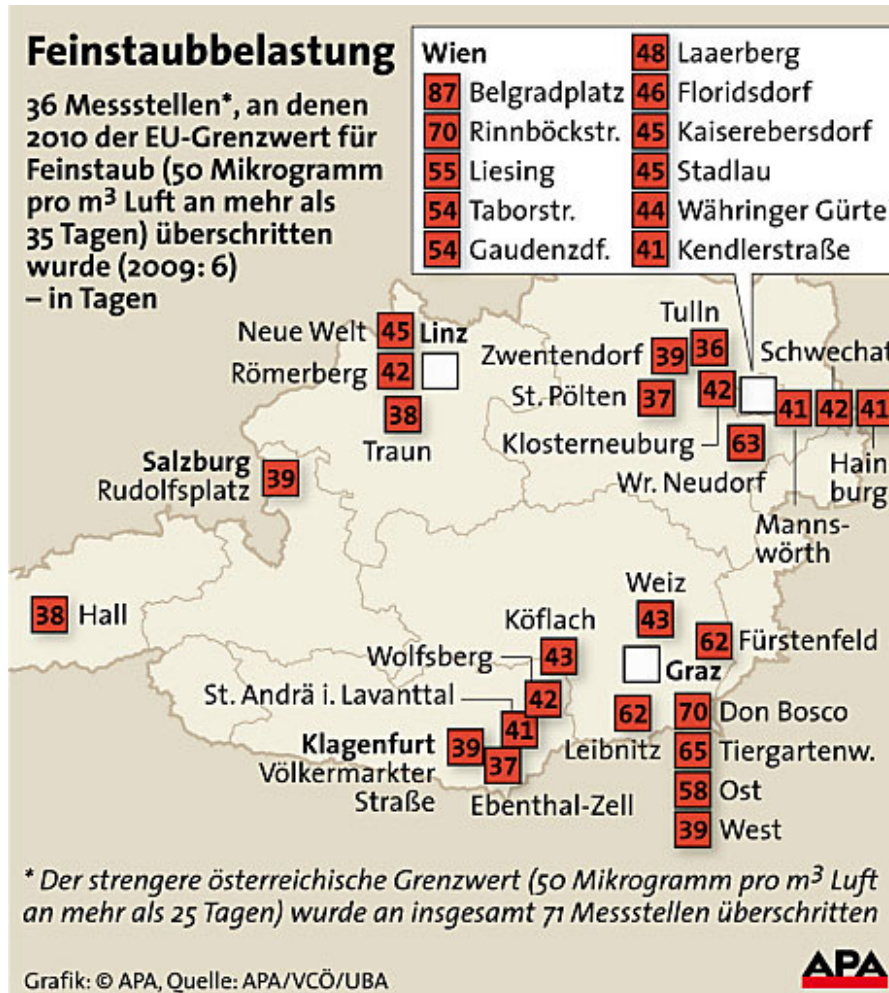 Feinstaubbelastung
36 Messstellen*, an denen
2010 der EU-Grenzwert für
Feinstaub (50 Mikrogramm
pro m³ Luft an mehr als
35 Tagen) überschritten
wurde (2009: 6)
– in Tagen
Wien
87 Belgradplatz
70 Rinnböckstr.
55 Liesing
54 Taborstr.
54 Gaudenzdf.
48 Laaerberg
46 Floridsdorf
45 Kaiserebersdorf
45 Stadlau
44 Währinger Gürte
41 Kendlerstraße
Neue Welt 45 Linz
Römerberg 42
38
Traun
Salzburg
Rudolfsplatz 39
Tulln
Zwentendorf 39 36
Schwechat
St. Pölten 37
42 41 42 41
Klosterneuburg
63
Wr. Neudorf
Hain
burg
Manns-
wörth
38 Hall
Weiz
43
Köflach
43
62 Fürstenfeld
Graz
Wolfsberg
42
St. Andrä i. Lavanttal
41
62
Leibnitz
70 Don Bosco
65 Tiergartenw.
58 Ost
39 West
Klagenfurt 39
Völkermarkter
Straße
37
Ebenthal-Zell
* Der strengere österreichische Grenzwert (50 Mikrogramm pro m³ Luft
an mehr als 25 Tagen) wurde an insgesamt 71 Messstellen überschritten
Grafik: © APA, Quelle: APA/VCÖ/UBA
APA